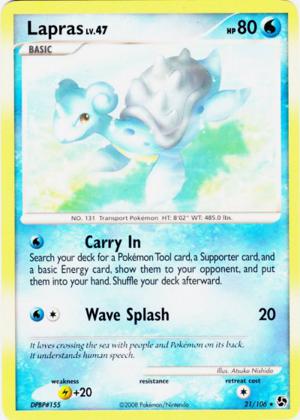 Lapras LV.47 HP 80
BASIC
NO. 131 Transport Pokémon HT: 8'02" WT: 485.0 lbs.
Carry In
Search your deck for a Pokémon Tool card, a Supporter card, and
a basic Energy card, show them to your opponent, and put
them into your hand. Shuffle your deck afterward.
Wave Splash 20
It loves crossing the sea with people and Pokémon on its back.
It understands human speech.
Illus. Atsuko Nishido
weakness resistance retreat cost
+20
DPBP#155 ©2008 Pokémon/Nintendo 21/106